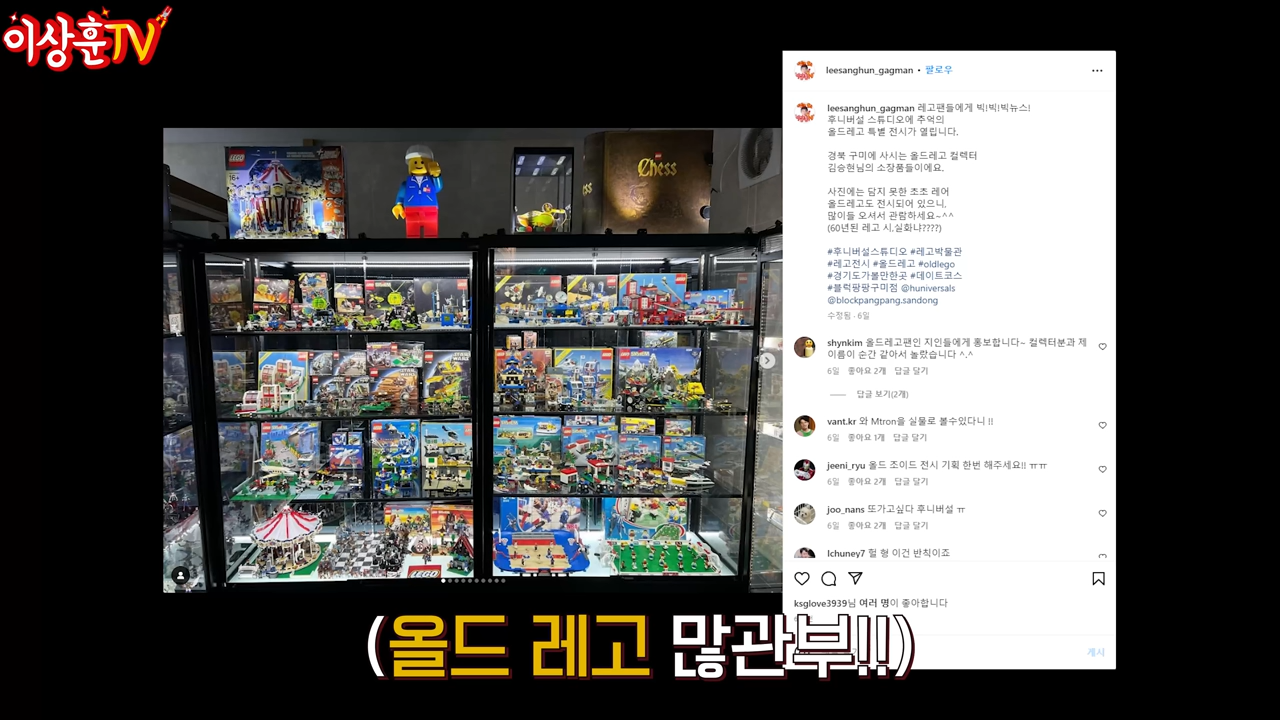 이상훈TV
leesanghun_gagman • 팔로우
leesanghun_gagman 레고팬들에게 빅!빅!빅뉴스!
후니버설 스튜디오에 추억의
올드레고 특별 전시가 열립니다.
경북 구미에 사시는 올드레고 컬렉터
김승현님의 소장품들이에요.
사진에는 담지 못한 초초 레어
올드레고도 전시되어 있으니,
많이들 오셔서 관람하세요~^^
(60년된 레고 시,실화냐????)
#후니버설스튜디오 #레고박물관
#레고전시 #올드레고 #oldlego
#경기도가볼만한곳 #데이트코스
#블럭팡팡구미점 @huniversals
@blockpangpang.sandong
수정됨 · 6일
shynkim 올드레고팬인 지인들에게 홍보합니다~ 컬렉터분과 제
이름이 순간 같아서 놀랐습니다 ^.^
6일 좋아요 2개 답글 달기
답글 보기(2개)
vant.kr 와 Mtron을 실물로 볼수있다니 !!
6일 좋아요 1개 답글 달기
jeeni_ryu 올드 조이드 전시 기획 한번 해주세요!! ㅠㅠ
6일 좋아요 2개 답글 달기
joo_nans 또가고싶다 후니버설 ㅠ
6일 좋아요 2개 답글 달기
lchuney7 헐 형 이건 반칙이죠
ksglove3939님 여러 명이 좋아합니다
게시
LEGO
16+
Chess
STAR WARS
LEGO
(올드 레고 많관부!!)